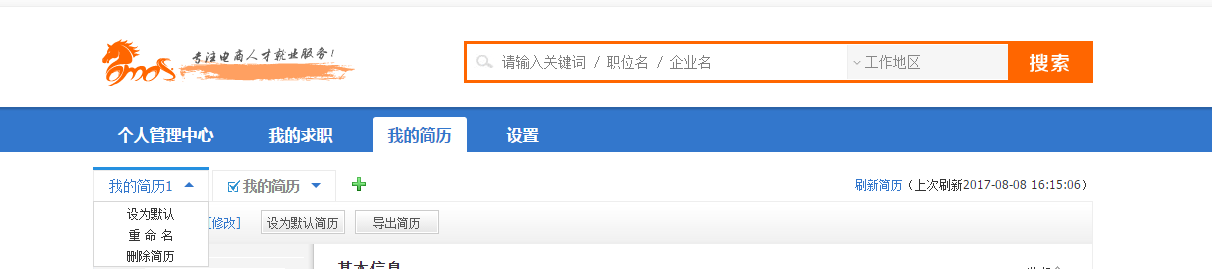 专注电商人才就业服务!
请输入关键词 / 职位名 / 企业名
工作地区
搜索
个人管理中心 我的求职 我的简历 设置
我的简历1 我的简历
刷新简历(上次刷新2017-08-08 16:15:06)
设为默认
重 命 名
删除简历
[修改] 设为默认简历 导出简历
基本信息